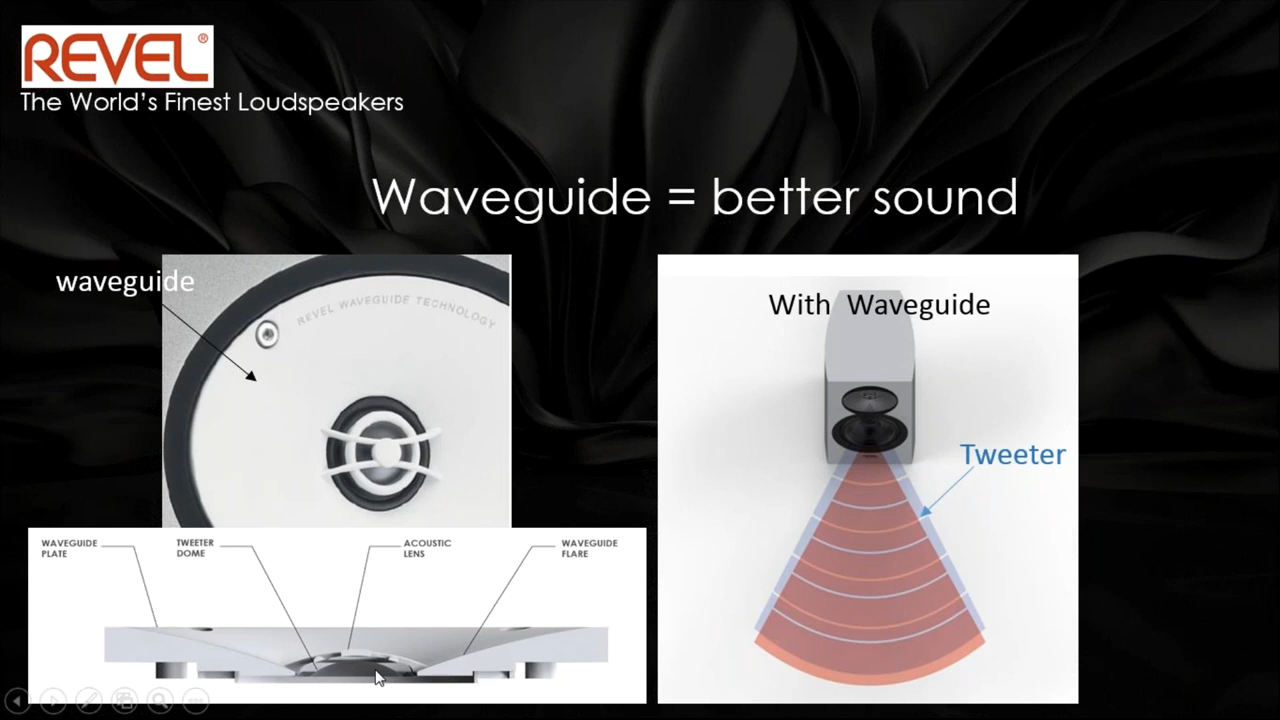 REVEL®
The World's Finest Loudspeakers
Waveguide = better sound
waveguide
REVEL WAVEGUIDE TECHNOLOGY
With Waveguide
Tweeter
WAVEGUIDE
PLATE
TWEETER
DOME
ACOUSTIC
LENS
WAVEGUIDE
FLARE